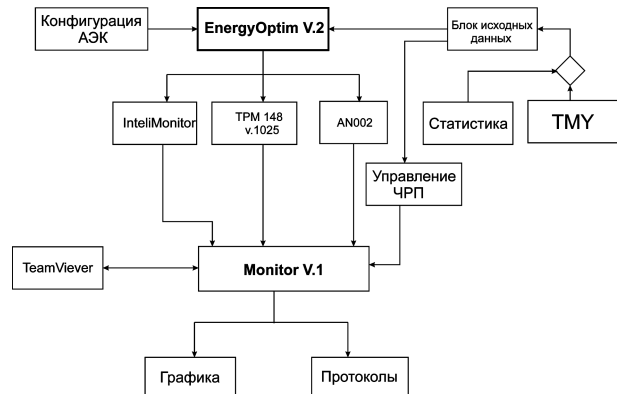 Конфигурация
АЭК
EnergyOptim V.2
Блок исходных
данных
InteliMonitor
ТРМ 148
v.1025
AN002
Статистика
TMY
Управление
ЧРП
TeamViever
Monitor V.1
Графика
Протоколы